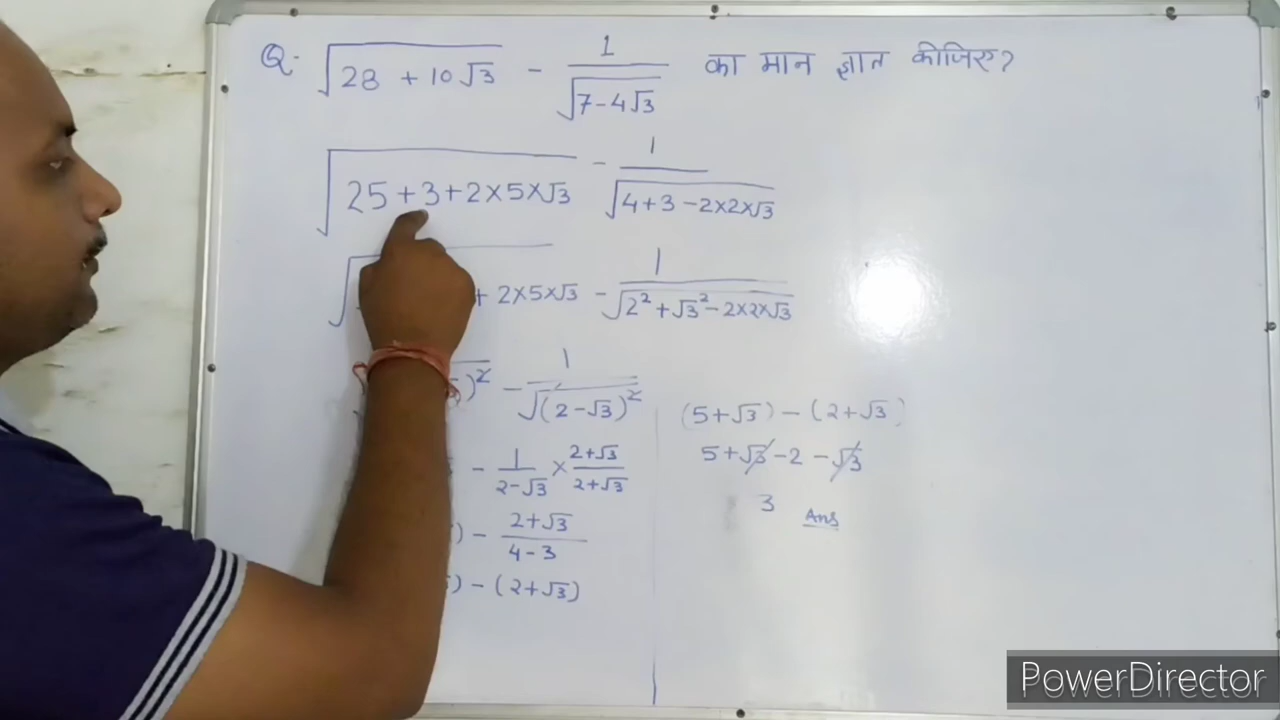 Q. √(28 + 10√3) - 1/√(7-4√3) का मान ज्ञात कीजिए?
√(25+3+2×5×√3) - 1/√(4+3-2×2×√3)
+ 2×5×√3 - 1/√(2²+√3²-2×2×√3)
)² - 1/√(2-√3)²
- 1/(2-√3) × (2+√3)/(2+√3)
) - (2+√3)/(4-3)
) - (2+√3)
(5+√3) - (2+√3)
5+√3-2-√3
3 Ans
PowerDirector